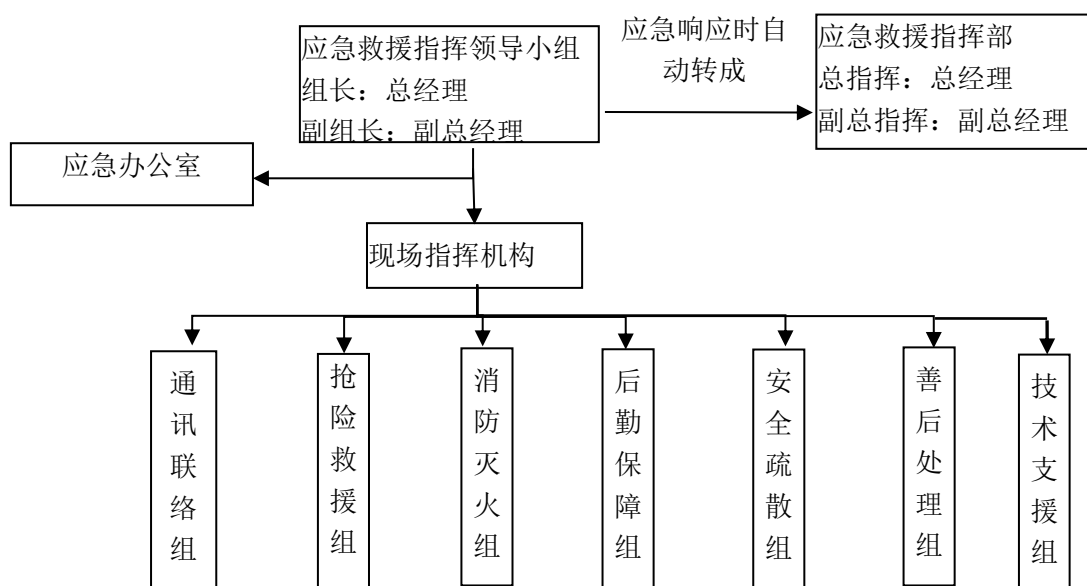 应急救援指挥领导小组
组长：总经理
副组长：副总经理
应急响应时自
动转成
应急救援指挥部
总指挥：总经理
副总指挥：副总经理
应急办公室
现场指挥机构
通讯联络组
抢险救援组
消防灭火组
后勤保障组
安全疏散组
善后处理组
技术支援组